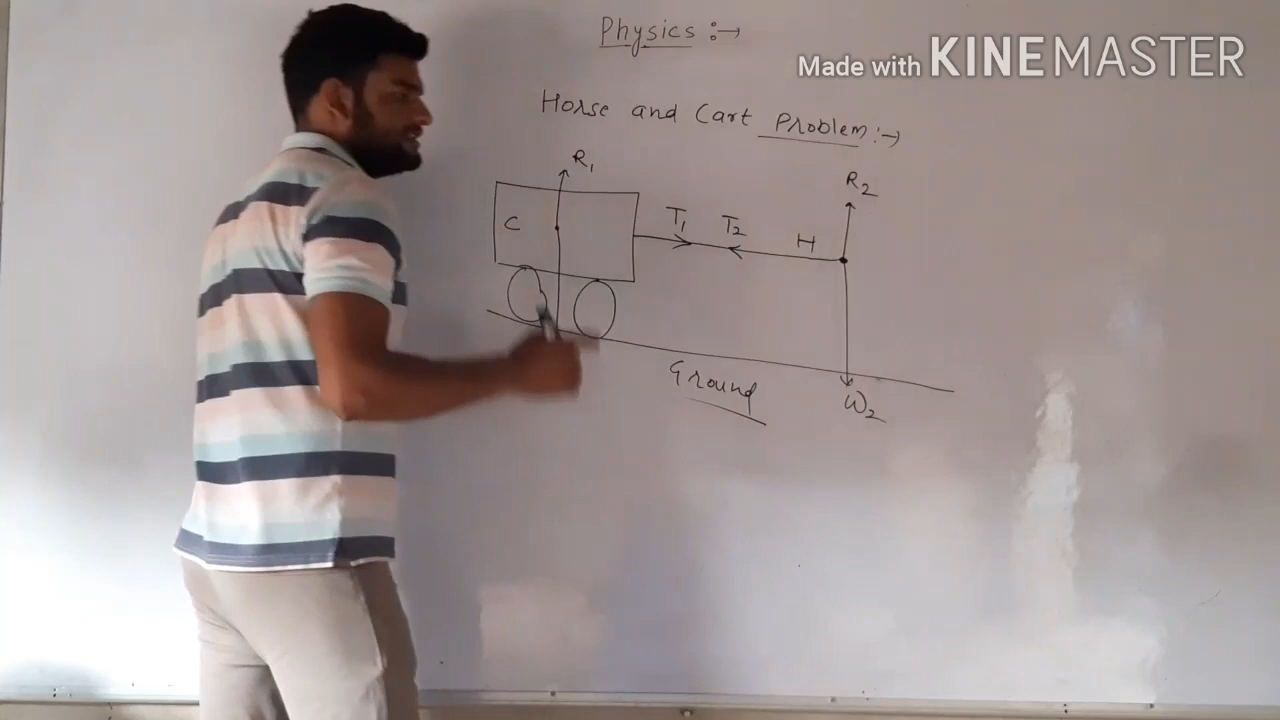 Physics :→
Made with KINEMASTER
Horse and Cart Problem :→
R₁
R₂
C
T₁
T₂
H
Ground
W₂